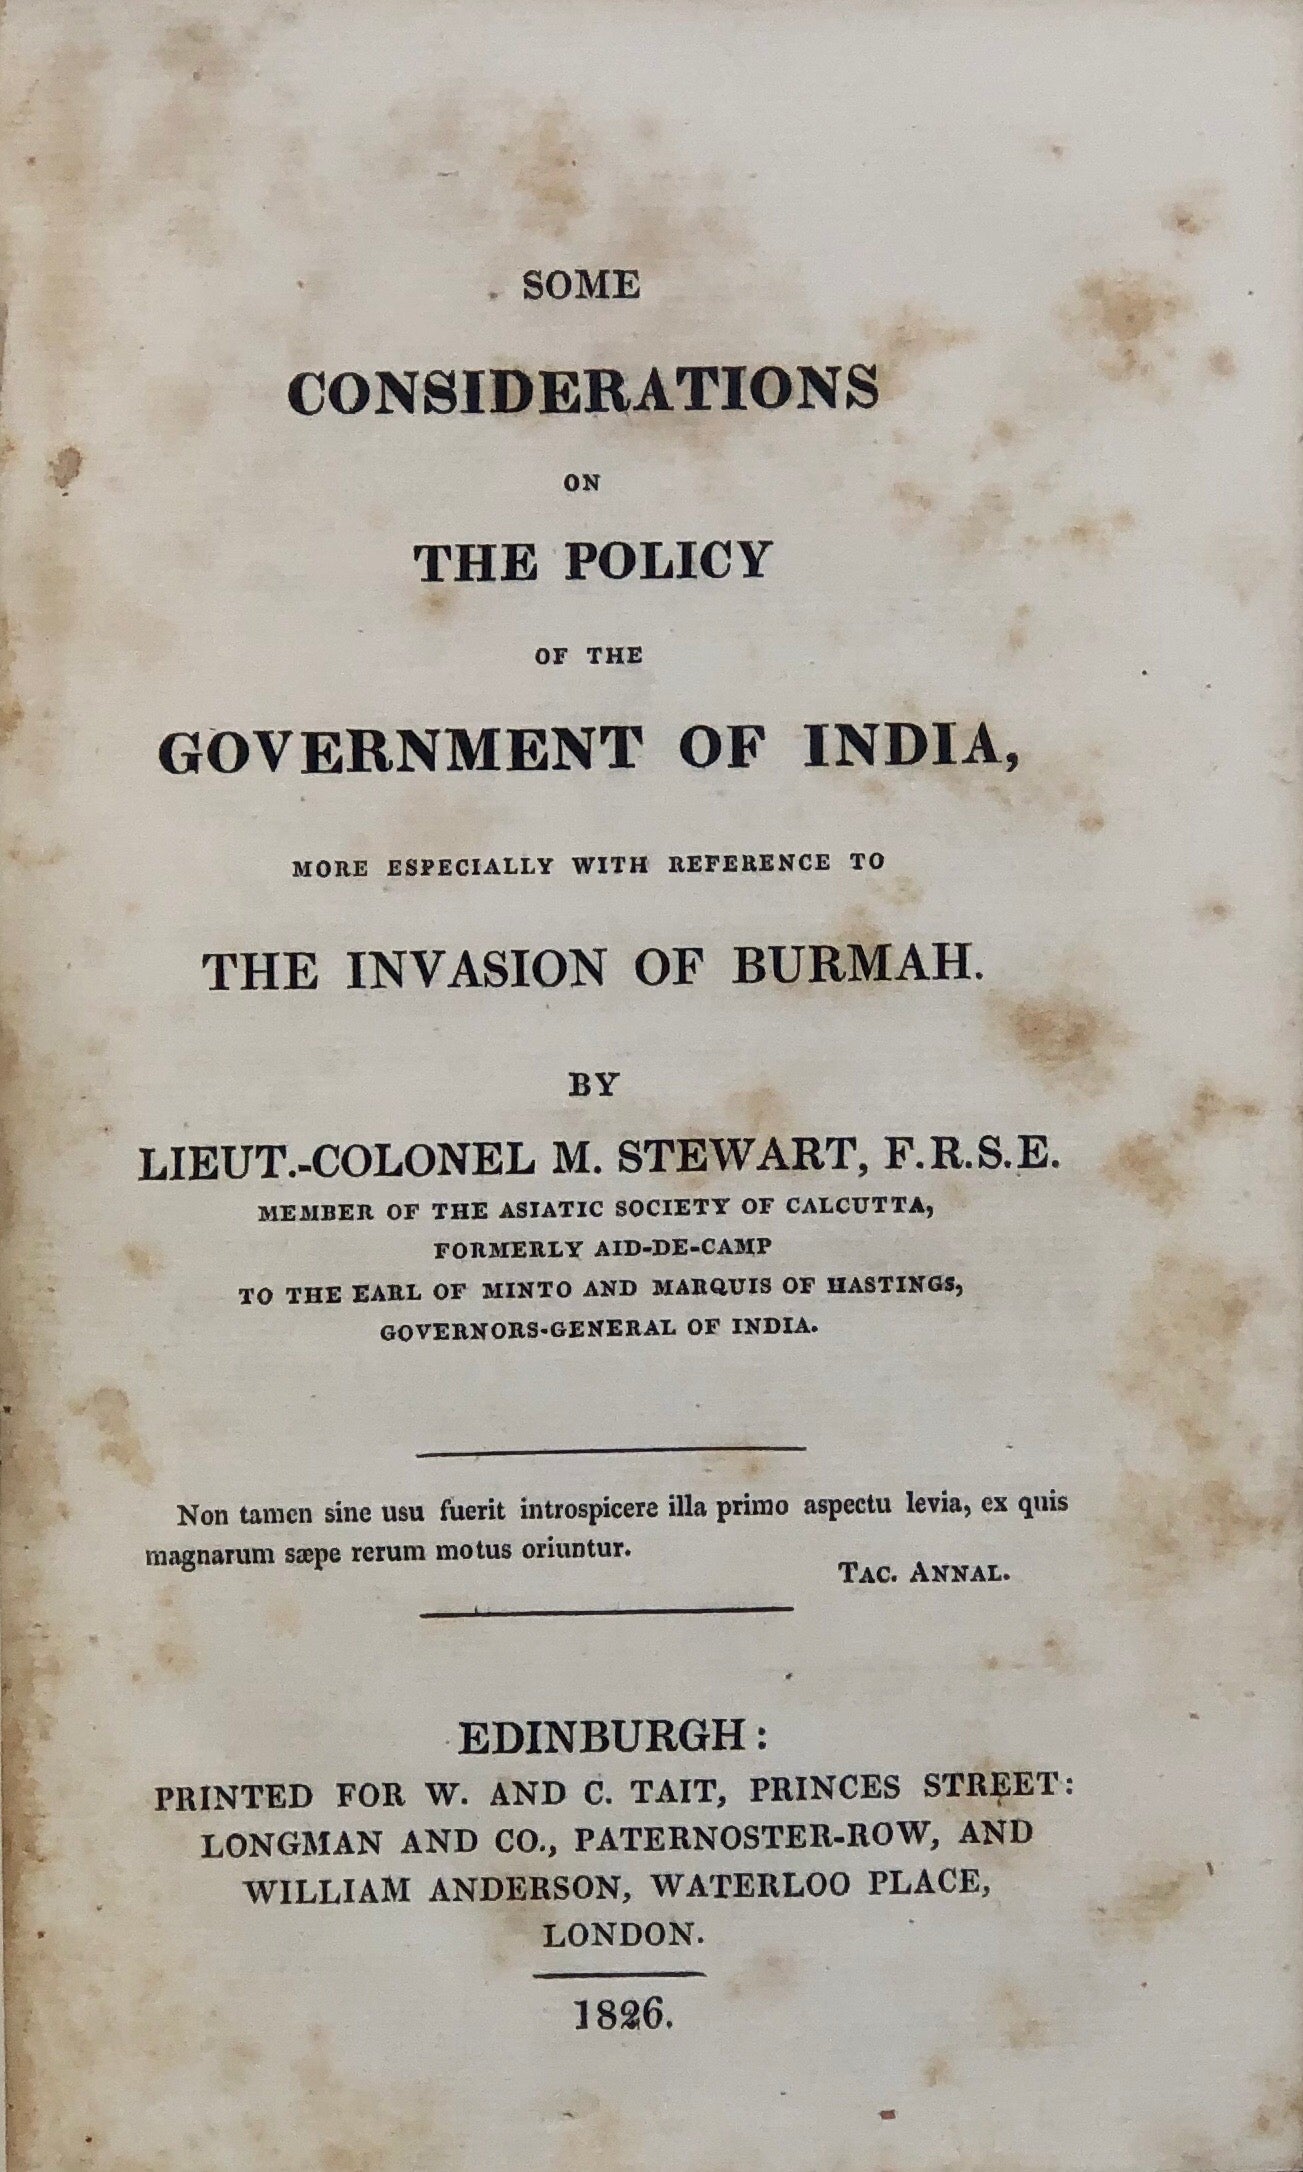 SOME
CONSIDERATIONS
ON
THE POLICY
OF THE
GOVERNMENT OF INDIA,
MORE ESPECIALLY WITH REFERENCE TO
THE INVASION OF BURMAH.
BY
LIEUT.-COLONEL M. STEWART, F.R.S.E.
MEMBER OF THE ASIATIC SOCIETY OF CALCUTTA,
FORMERLY AID-DE-CAMP
TO THE EARL OF MINTO AND MARQUIS OF HASTINGS,
GOVERNORS-GENERAL OF INDIA.
Non tamen sine usu fuerit introspicere illa primo aspectu levia, ex quis
magnarum sæpe rerum motus oriuntur.
TAC. ANNAL.
EDINBURGH:
PRINTED FOR W. AND C. TAIT, PRINCES STREET:
LONGMAN AND CO., PATERNOSTER-ROW, AND
WILLIAM ANDERSON, WATERLOO PLACE,
LONDON.
1826.